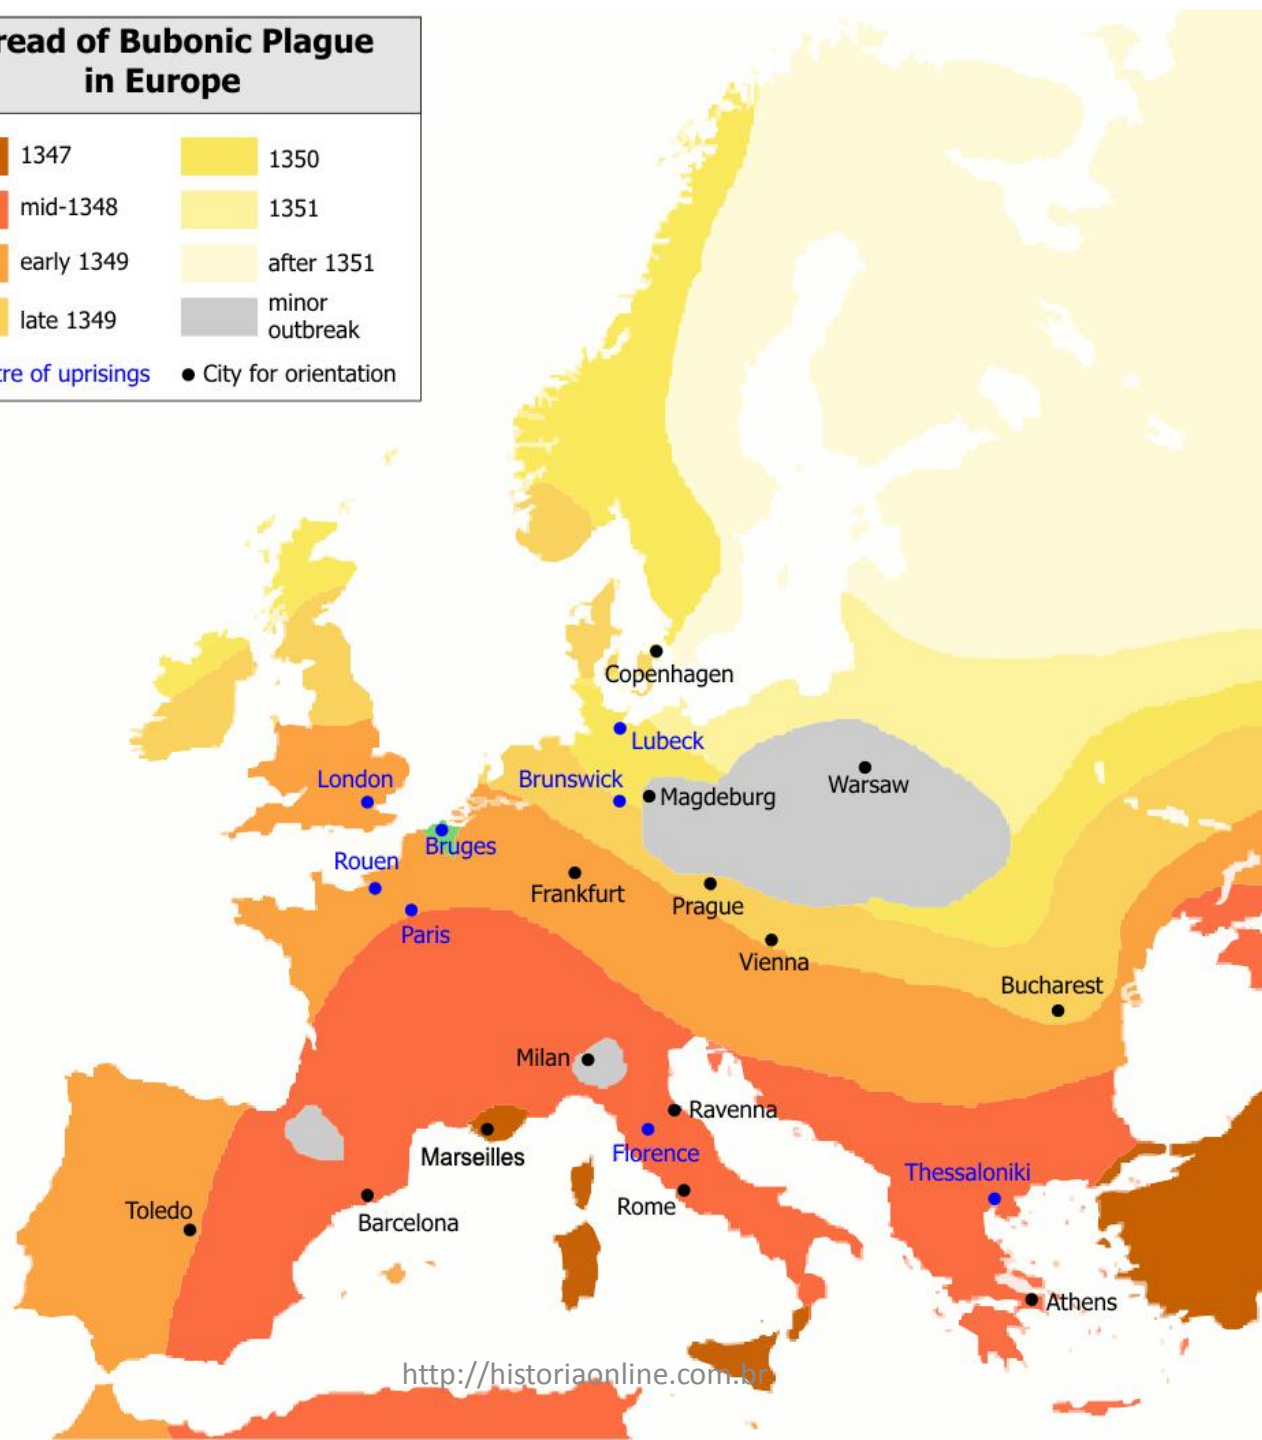 read of Bubonic Plague
in Europe
1347
1350
mid-1348
1351
early 1349
after 1351
late 1349
minor
outbreak
tre of uprisings
City for orientation
Copenhagen
Lubeck
Brunswick
Magdeburg
Warsaw
London
Bruges
Rouen
Frankfurt
Prague
Paris
Vienna
Bucharest
Milan
Ravenna
Marseilles
Florence
Thessaloniki
Toledo
Rome
Barcelona
Athens
http://historiaonline.com.br